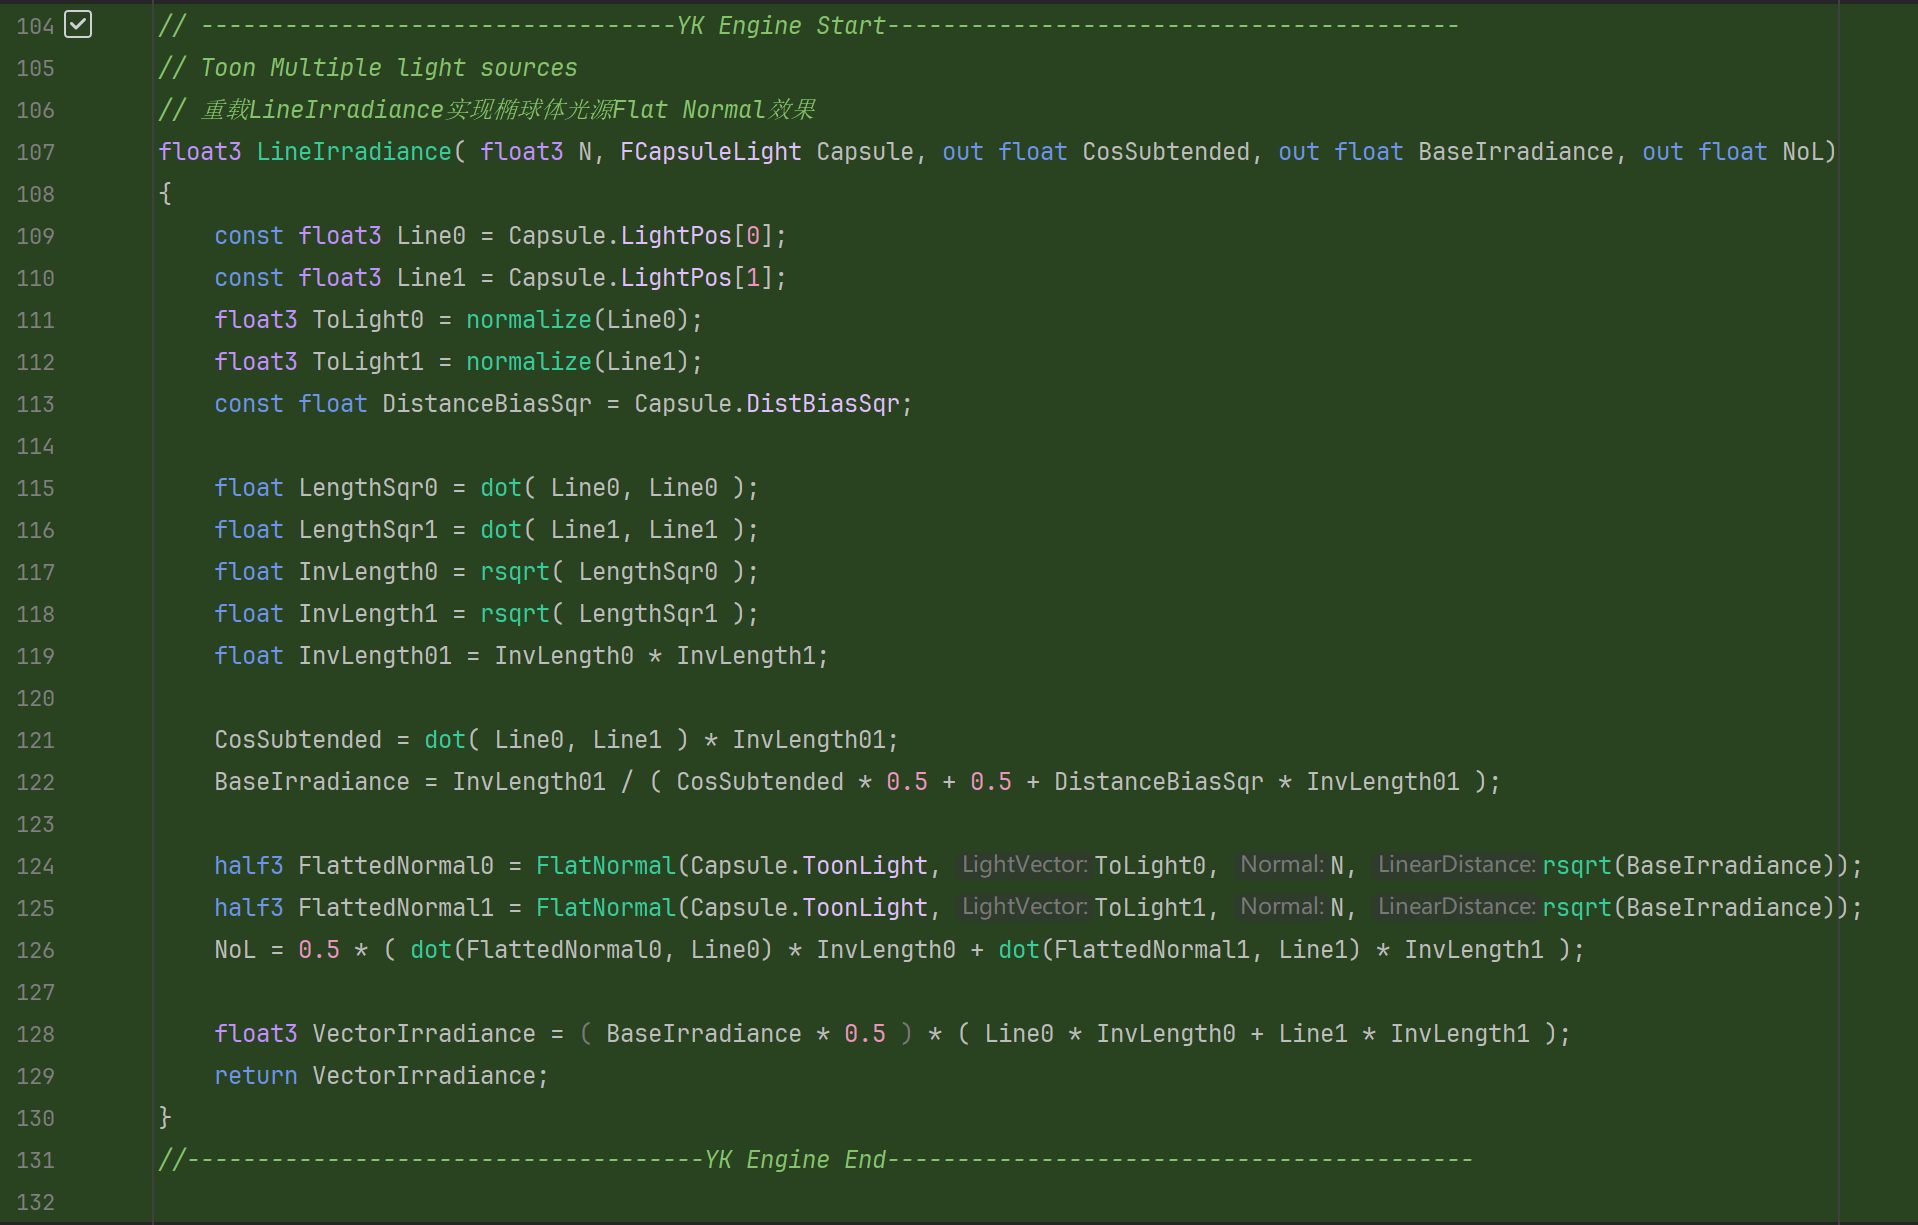 104 // ----------------------------------YK Engine Start-----------------------------------------
105 // Toon Multiple light sources
106 // 重载LineIrradiance实现椭球体光源Flat Normal效果
107 float3 LineIrradiance( float3 N, FCapsuleLight Capsule, out float CosSubtended, out float BaseIrradiance, out float NoL)
108 {
109 const float3 Line0 = Capsule.LightPos[0];
110 const float3 Line1 = Capsule.LightPos[1];
111 float3 ToLight0 = normalize(Line0);
112 float3 ToLight1 = normalize(Line1);
113 const float DistanceBiasSqr = Capsule.DistBiasSqr;
114
115 float LengthSqr0 = dot( Line0, Line0 );
116 float LengthSqr1 = dot( Line1, Line1 );
117 float InvLength0 = rsqrt( LengthSqr0 );
118 float InvLength1 = rsqrt( LengthSqr1 );
119 float InvLength01 = InvLength0 * InvLength1;
120
121 CosSubtended = dot( Line0, Line1 ) * InvLength01;
122 BaseIrradiance = InvLength01 / ( CosSubtended * 0.5 + 0.5 + DistanceBiasSqr * InvLength01 );
123
124 half3 FlattedNormal0 = FlatNormal(Capsule.ToonLight, LightVector: ToLight0, Normal: N, LinearDistance: rsqrt(BaseIrradiance));
125 half3 FlattedNormal1 = FlatNormal(Capsule.ToonLight, LightVector: ToLight1, Normal: N, LinearDistance: rsqrt(BaseIrradiance));
126 NoL = 0.5 * ( dot(FlattedNormal0, Line0) * InvLength0 + dot(FlattedNormal1, Line1) * InvLength1 );
127
128 float3 VectorIrradiance = ( BaseIrradiance * 0.5 ) * ( Line0 * InvLength0 + Line1 * InvLength1 );
129 return VectorIrradiance;
130 }
131 //-------------------------------------YK Engine End------------------------------------------
132